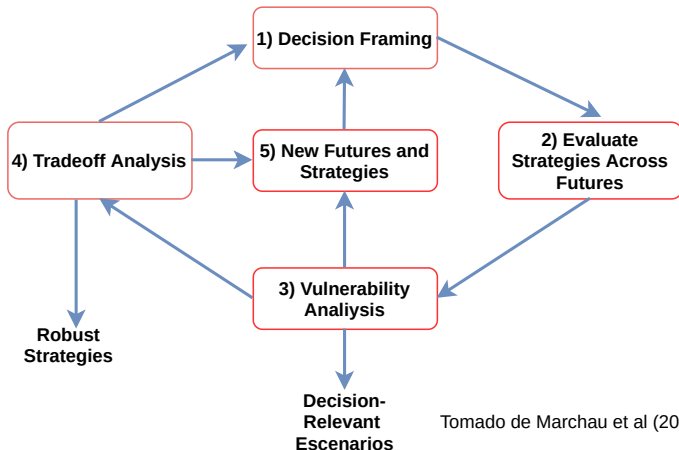 1) Decision Framing
4) Tradeoff Analysis
5) New Futures and
Strategies
2) Evaluate
Strategies Across
Futures
3) Vulnerability
Analiysis
Robust
Strategies
Decision-
Relevant
Escenarios
Tomado de Marchau et al (20